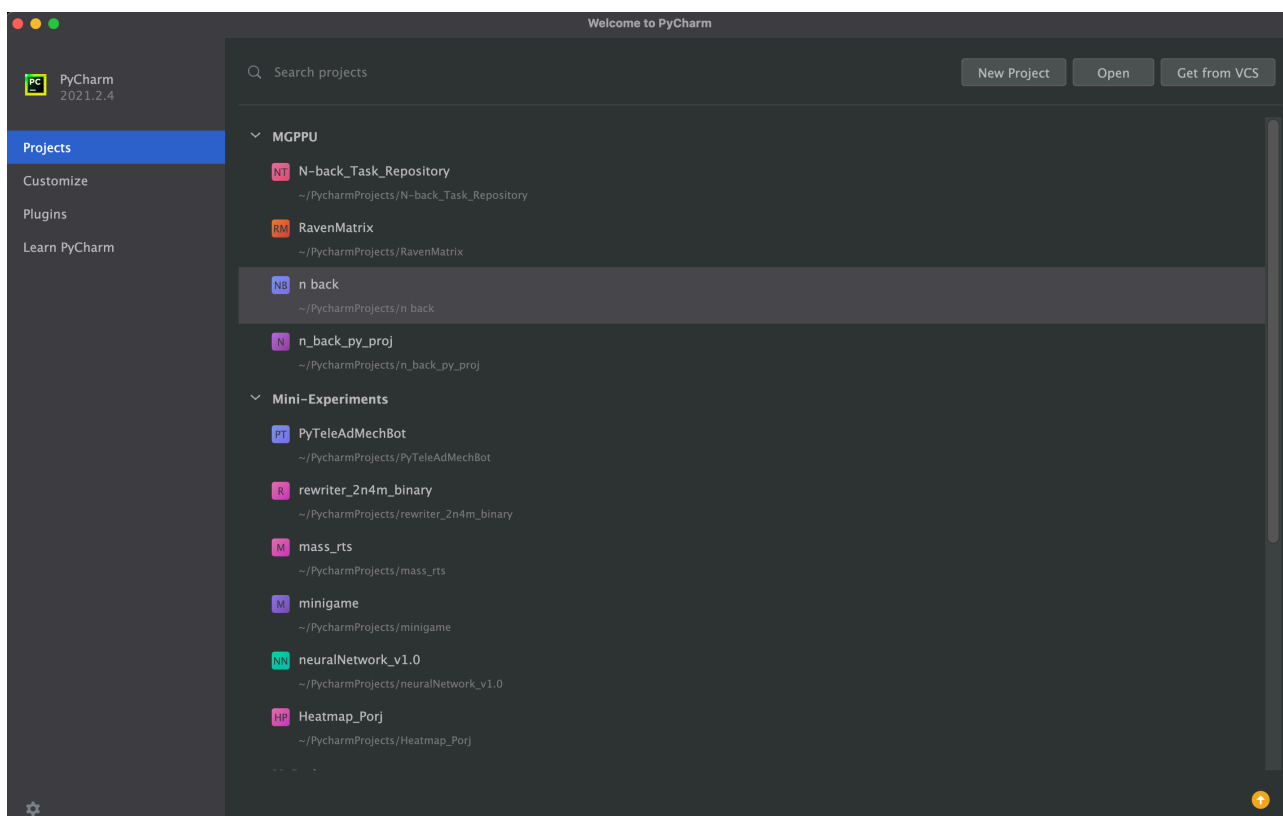 Welcome to PyCharm
PC
PyCharm
2021.2.4
Projects
Customize
Plugins
Learn PyCharm
Search projects
New Project
Open
Get from VCS
MGPPU
NT N-back_Task_Repository
~/PycharmProjects/N-back_Task_Repository
RM RavenMatrix
~/PycharmProjects/RavenMatrix
NB n back
~/PycharmProjects/n back
N n_back_py_proj
~/PycharmProjects/n_back_py_proj
Mini-Experiments
PT PyTeleAdMechBot
~/PycharmProjects/PyTeleAdMechBot
R rewriter_2n4m_binary
~/PycharmProjects/rewriter_2n4m_binary
M mass_rts
~/PycharmProjects/mass_rts
M minigame
~/PycharmProjects/minigame
NN neuralNetwork_v1.0
~/PycharmProjects/neuralNetwork_v1.0
HP Heatmap_Porj
~/PycharmProjects/Heatmap_Porj